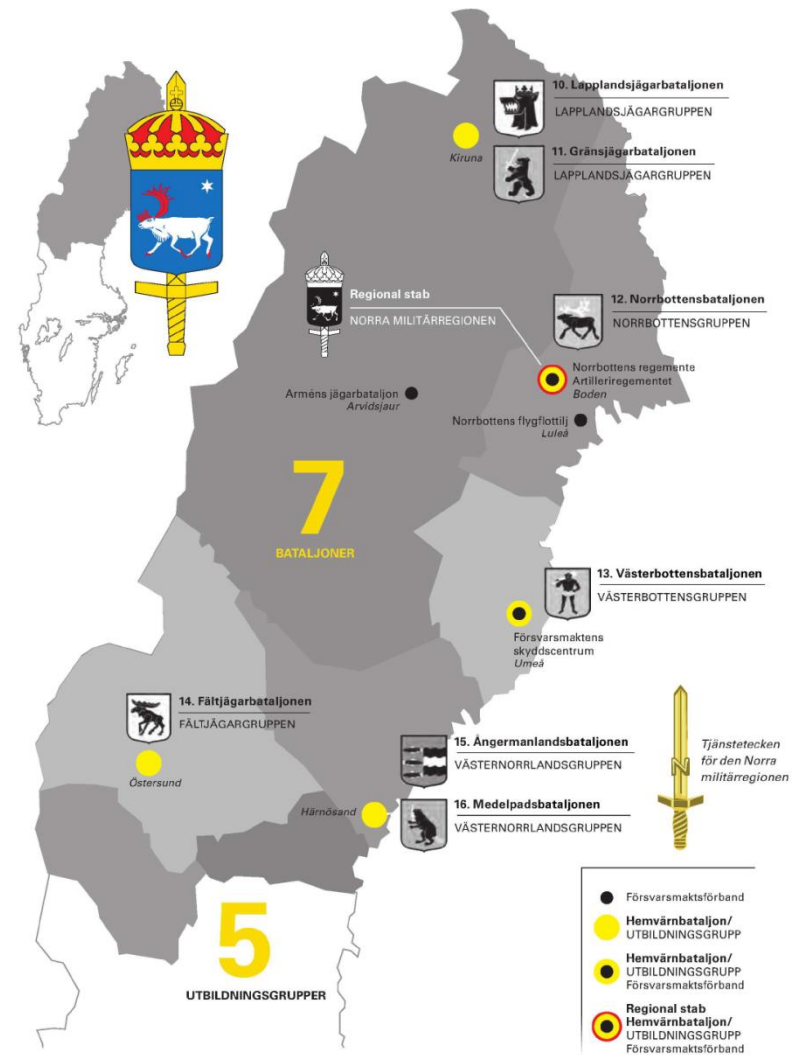 10. Lapplandsjägarbataljonen
LAPPLANDSJÄGARGRUPPEN
Kiruna
11. Gränsjägarbataljonen
LAPPLANDSJÄGARGRUPPEN
Regional stab
NORRA MILITÄRREGIONEN
12. Norrbottensbataljonen
NORRBOTTENSGRUPPEN
Norrbottens regemente
Artilleriregementet
Boden
Arméns jägarbataljon
Arvidsjaur
Norrbottens flygflottilj
Luleå
7
BATALJONER
13. Västerbottensbataljonen
VÄSTERBOTTENSGRUPPEN
Försvarsmaktens
skyddscentrum
Umeå
14. Fältjägarbataljonen
FÄLTJÄGARGRUPPEN
Östersund
15. Ångermanlandsbataljonen
VÄSTERNORRLANDSGRUPPEN
Tjänstetecken
för den Norra
militärregionen
N
Härnösand
16. Medelpadsbataljonen
VÄSTERNORRLANDSGRUPPEN
5
UTBILDNINGSGRUPPER
Försvarsmaktsförband
Hemvärnbataljon/
UTBILDNINGSGRUPP
Hemvärnbataljon/
UTBILDNINGSGRUPP
Försvarsmaktsförband
Regional stab
Hemvärnbataljon/
UTBILDNINGSGRUPP
Försvarsmaktsförband